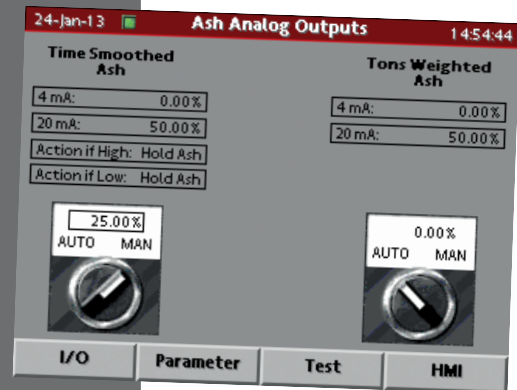 24-Jan-13 Ash Analog Outputs 14:54:44
Time Smoothed
Ash
4 mA: 0.00%
20 mA: 50.00%
Action if High: Hold Ash
Action if Low: Hold Ash
25.00%
AUTO MAN
Tons Weighted
Ash
4 mA: 0.00%
20 mA: 50.00%
0.00%
AUTO MAN
I/O Parameter Test HMI